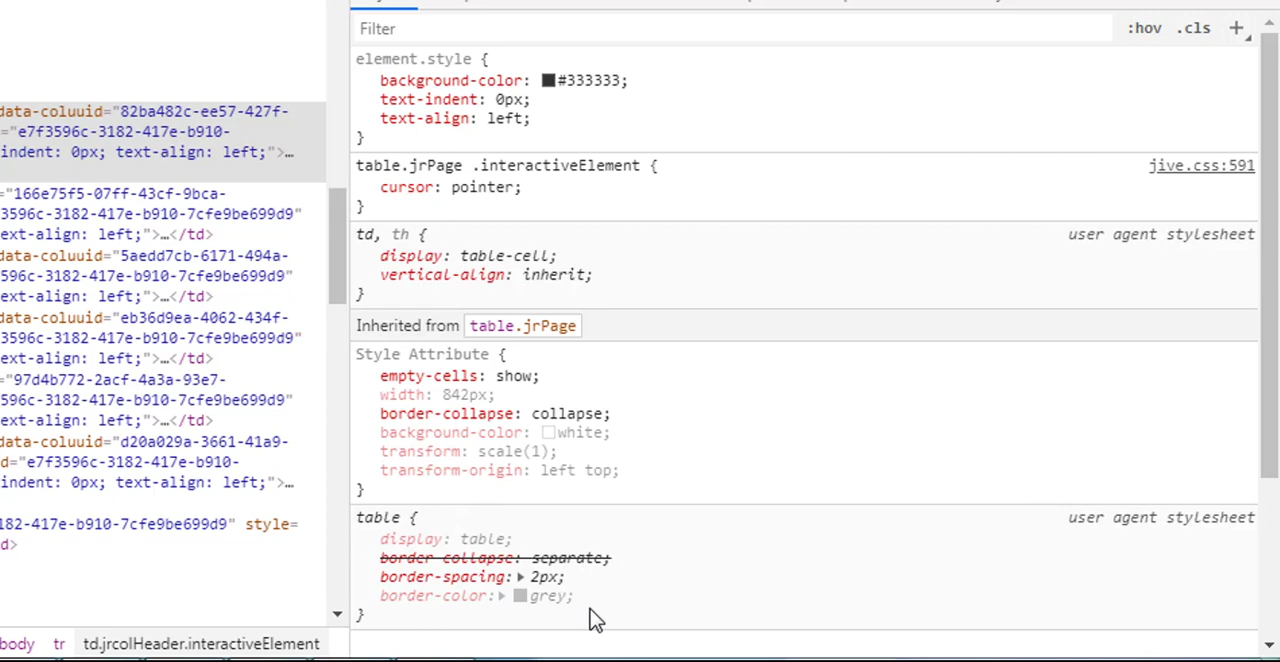 data-coluuid="82ba482c-ee57-427f-
="e7f3596c-3182-417e-b910-
indent: 0px; text-align: left;">…
="166e75f5-07ff-43cf-9bca-
3596c-3182-417e-b910-7cfe9be699d9"
ext-align: left;">…</td>
="5aedd7cb-6171-494a-
3596c-3182-417e-b910-7cfe9be699d9"
ext-align: left;">…</td>
data-coluuid="eb36d9ea-4062-434f-
3596c-3182-417e-b910-7cfe9be699d9"
ext-align: left;">…</td>
="97d4b772-2acf-4a3a-93e7-
3596c-3182-417e-b910-7cfe9be699d9"
ext-align: left;">…</td>
data-coluuid="d20a029a-3661-41a9-
d="e7f3596c-3182-417e-b910-
indent: 0px; text-align: left;">…
182-417e-b910-7cfe9be699d9" style=
d>
body tr td.jrcolHeader.interactiveElement
Filter :hov .cls +
element.style {
background-color: #333333;
text-indent: 0px;
text-align: left;
}
table.jrPage .interactiveElement { jive.css:591
cursor: pointer;
}
td, th { user agent stylesheet
display: table-cell;
vertical-align: inherit;
}
Inherited from table.jrPage
Style Attribute {
empty-cells: show;
width: 842px;
border-collapse: collapse;
background-color: white;
transform: scale(1);
transform-origin: left top;
}
table { user agent stylesheet
display: table;
border-collapse: separate;
border-spacing: 2px;
border-color: grey;
}